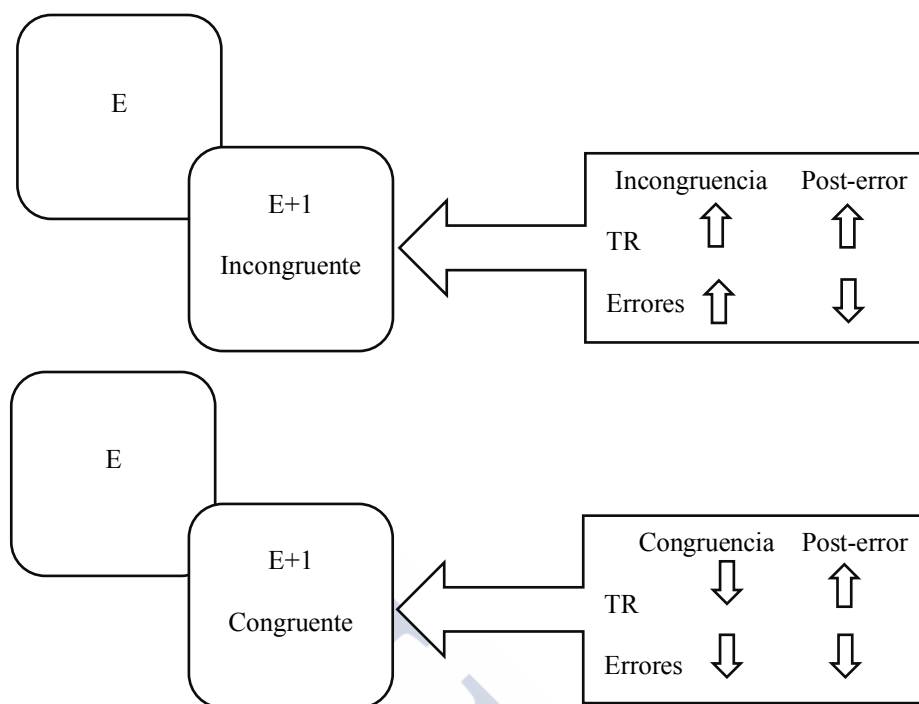 E
E+1
Incongruente
Incongruencia Post-error
TR
Errores
E
E+1
Congruente
Congruencia Post-error
TR
Errores